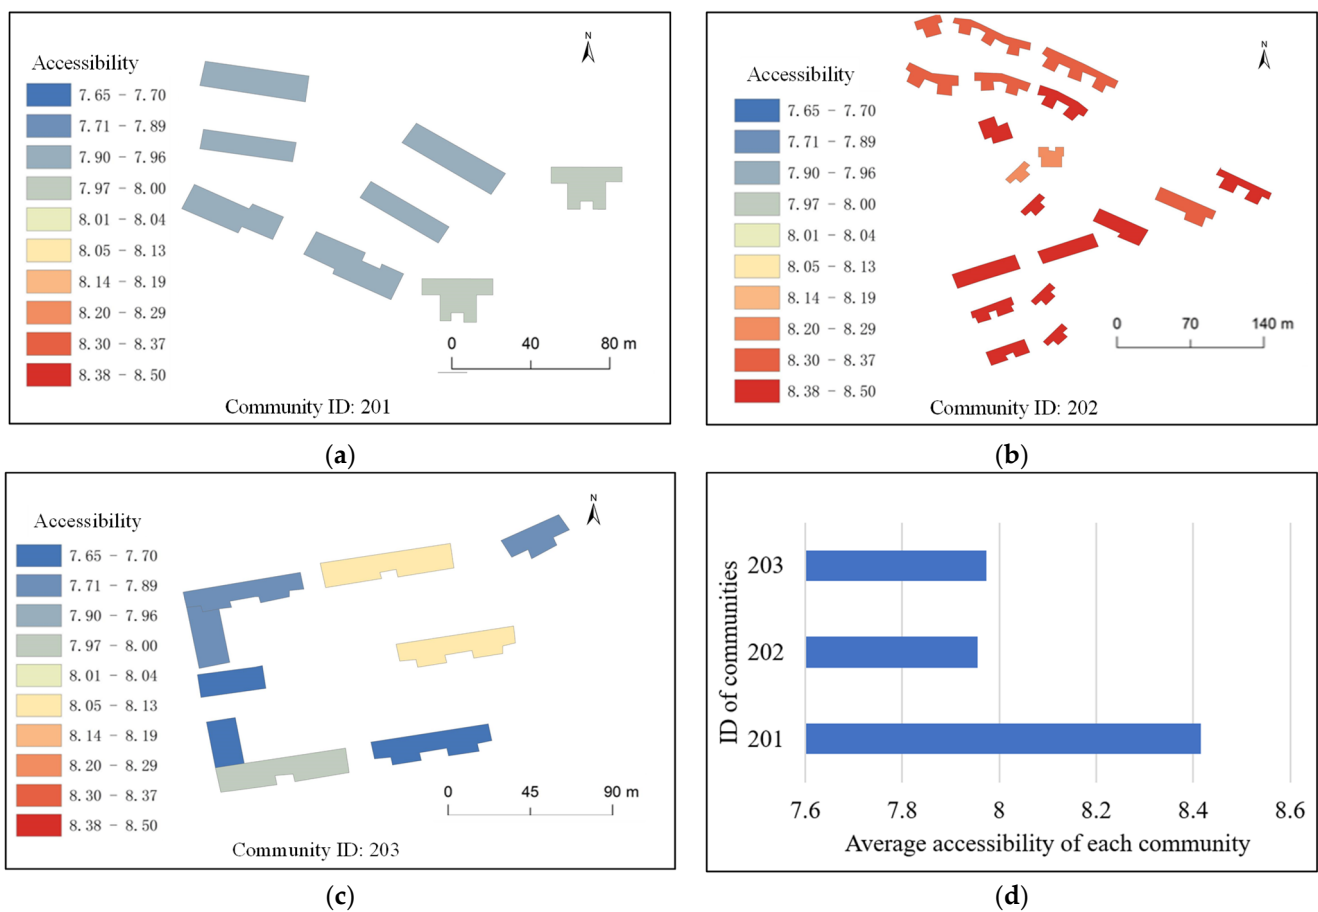 N
Accessibility
7.65 - 7.70
7.71 - 7.89
7.90 - 7.96
7.97 - 8.00
8.01 - 8.04
8.05 - 8.13
8.14 - 8.19
8.20 - 8.29
8.30 - 8.37
8.38 - 8.50
0 40 80 m
Community ID: 201
(a)
N
Accessibility
7.65 - 7.70
7.71 - 7.89
7.90 - 7.96
7.97 - 8.00
8.01 - 8.04
8.05 - 8.13
8.14 - 8.19
8.20 - 8.29
8.30 - 8.37
8.38 - 8.50
0 70 140 m
Community ID: 202
(b)
N
Accessibility
7.65 - 7.70
7.71 - 7.89
7.90 - 7.96
7.97 - 8.00
8.01 - 8.04
8.05 - 8.13
8.14 - 8.19
8.20 - 8.29
8.30 - 8.37
8.38 - 8.50
0 45 90 m
Community ID: 203
(c)
ID of communities
203
202
201
7.6 7.8 8 8.2 8.4 8.6
Average accessibility of each community
(d)